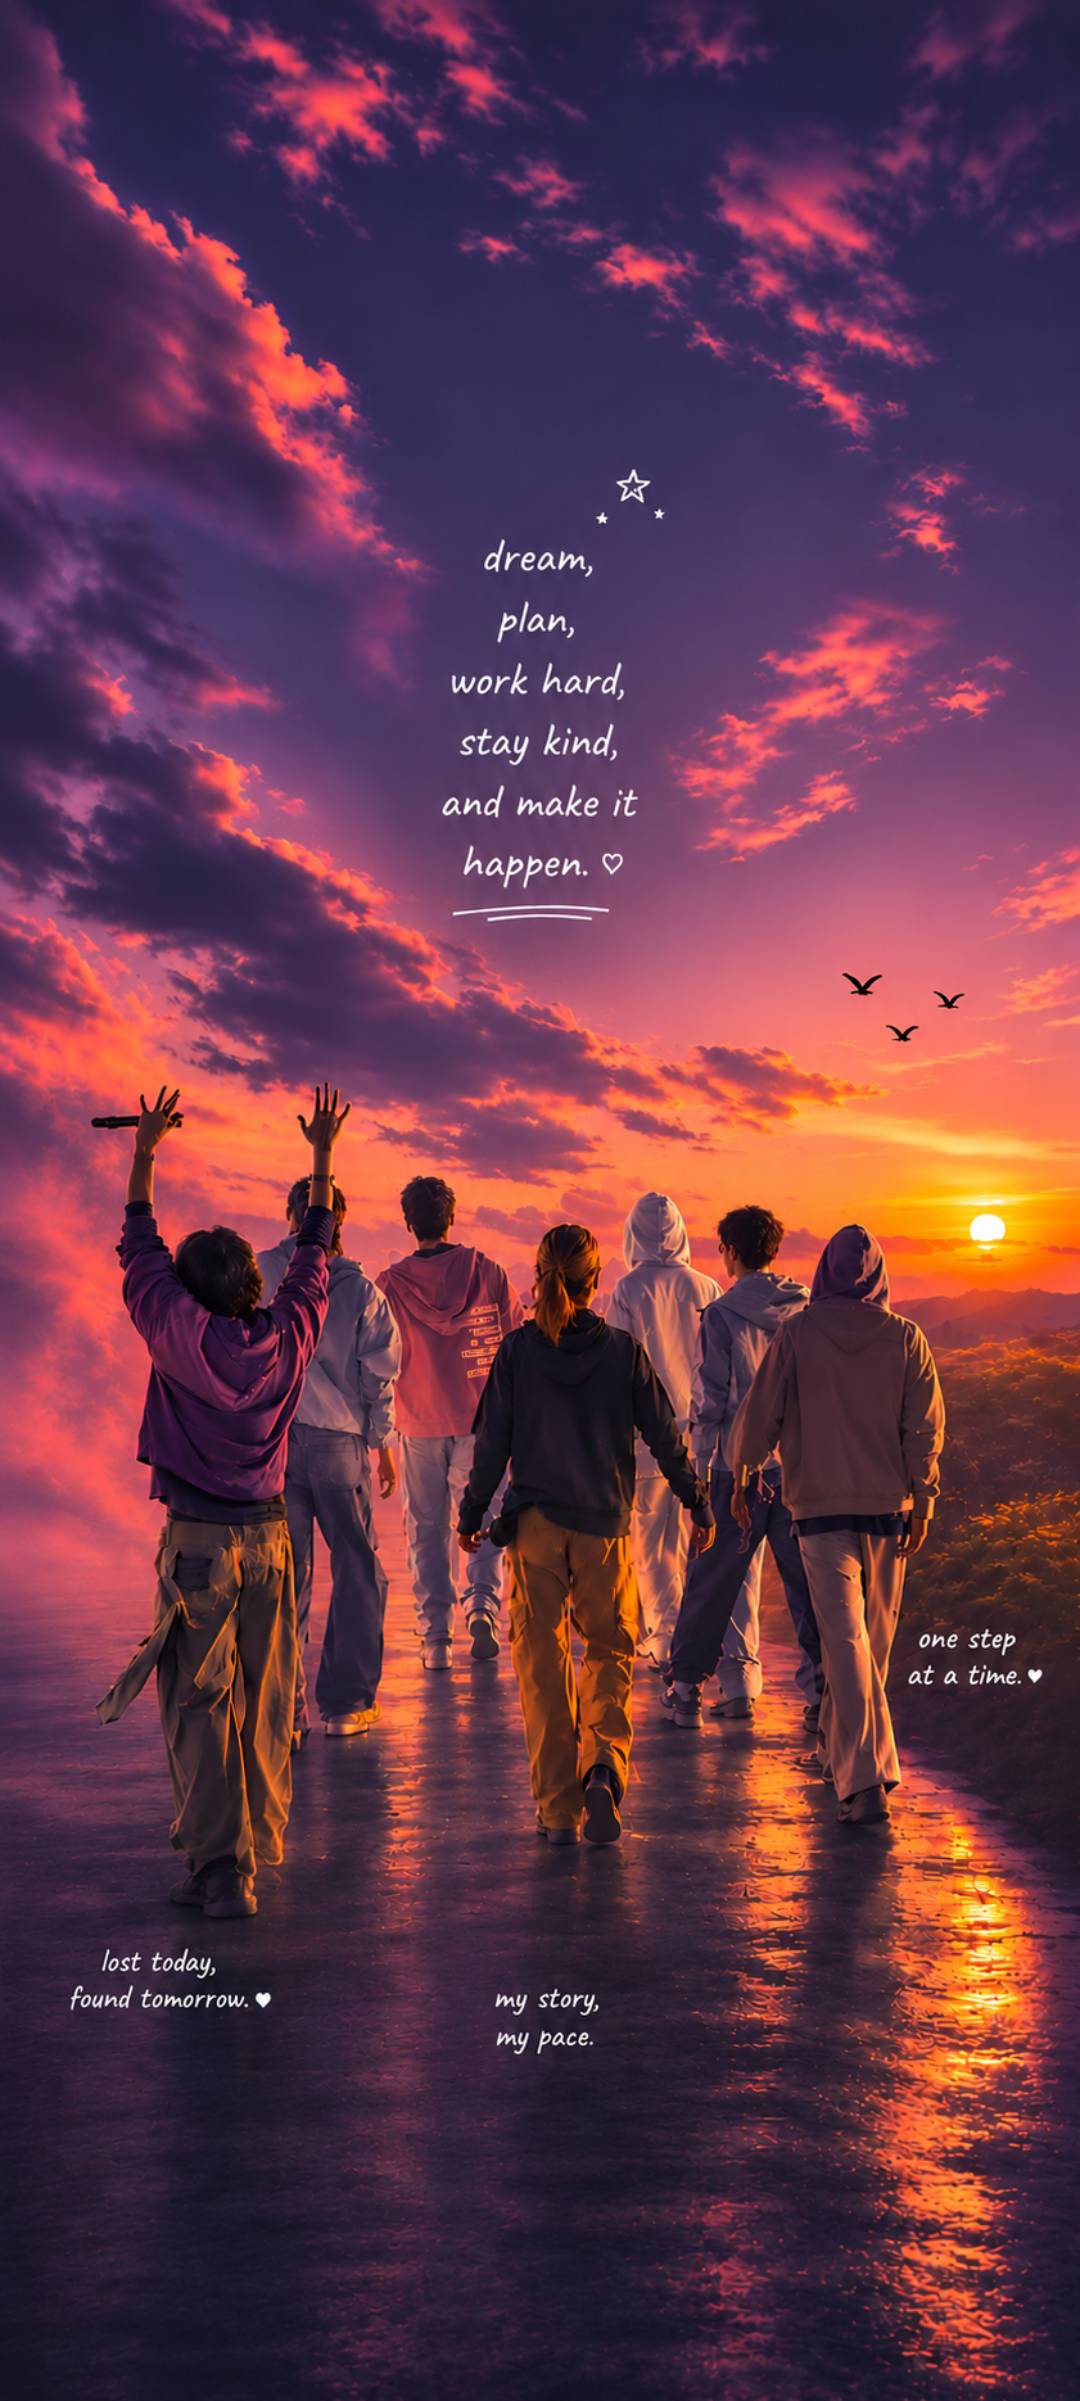 dream,
plan,
work hard,
stay kind,
and make it
happen. ♡
one step
at a time. ♥
lost today,
found tomorrow. ♥
my story,
my pace.